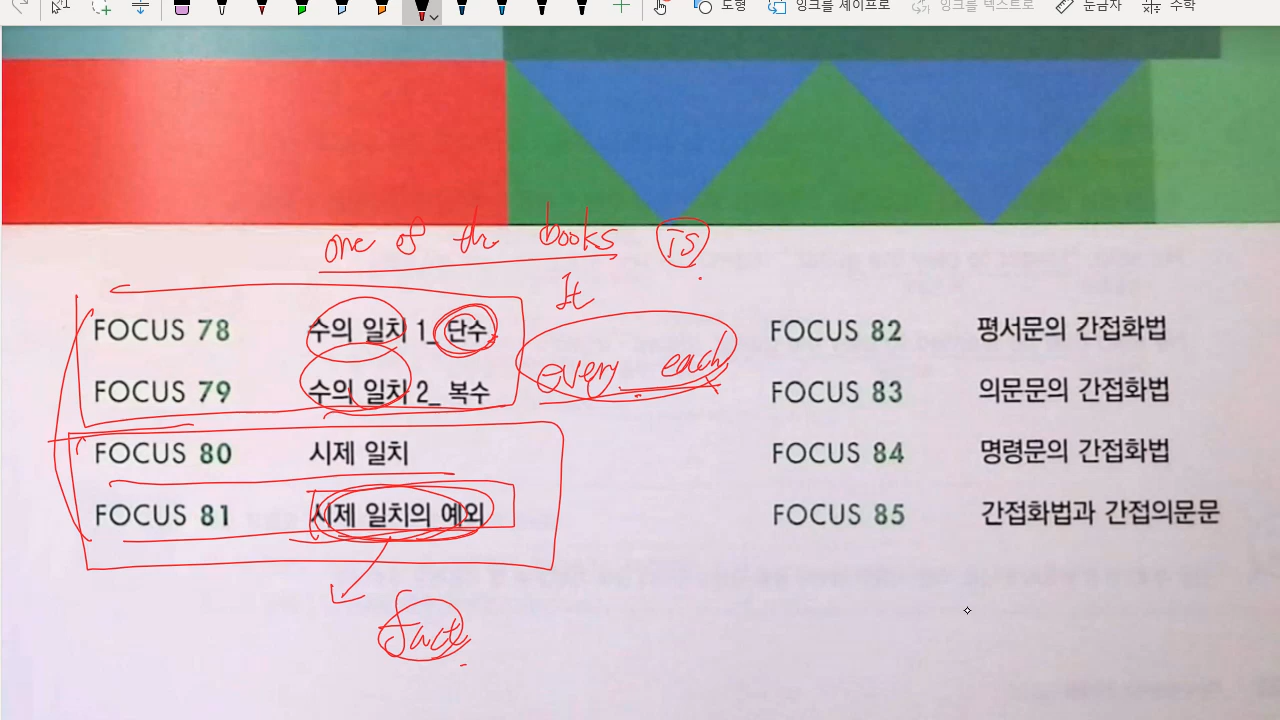 도형 잉크를 셰이프로 잉크를 텍스트로 눈금자 수학
one of the books is
It
FOCUS 78 수의 일치 1_ 단수
every each
FOCUS 79 수의 일치 2_ 복수
FOCUS 80 시제 일치
FOCUS 81 시제 일치의 예외
fact
FOCUS 82 평서문의 간접화법
FOCUS 83 의문문의 간접화법
FOCUS 84 명령문의 간접화법
FOCUS 85 간접화법과 간접의문문